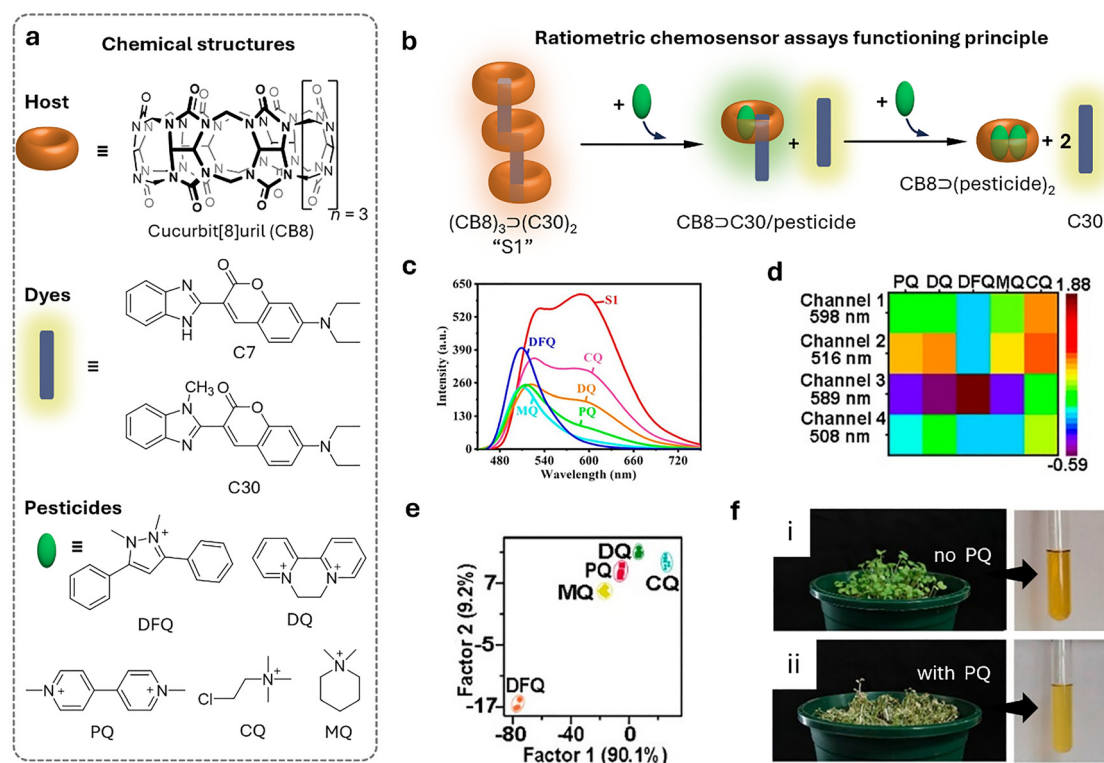 a
Chemical structures
Host
≡
n = 3
Cucurbit[8]uril (CB8)
Dyes
≡
C7
CH₃
C30
Pesticides
≡
DFQ
DQ
PQ
CQ
MQ
b
Ratiometric chemosensor assays functioning principle
+
+
+
+ 2
(CB8)₃⊃(C30)₂
"S1"
CB8⊃C30/pesticide
CB8⊃(pesticide)₂
C30
c
650
520
390
260
130
0
Intensity (a.u.)
S1
DFQ
CQ
DQ
MQ
PQ
480 540 600 660 720
Wavelength (nm)
d
PQ DQ DFQ MQ CQ
Channel 1
598 nm
Channel 2
516 nm
Channel 3
589 nm
Channel 4
508 nm
1.88
-0.59
e
Factor 2 (9.2%)
7
-5
-17
DQ
PQ
CQ
MQ
DFQ
-80 -40 0
Factor 1 (90.1%)
f
i
no PQ
ii
with PQ